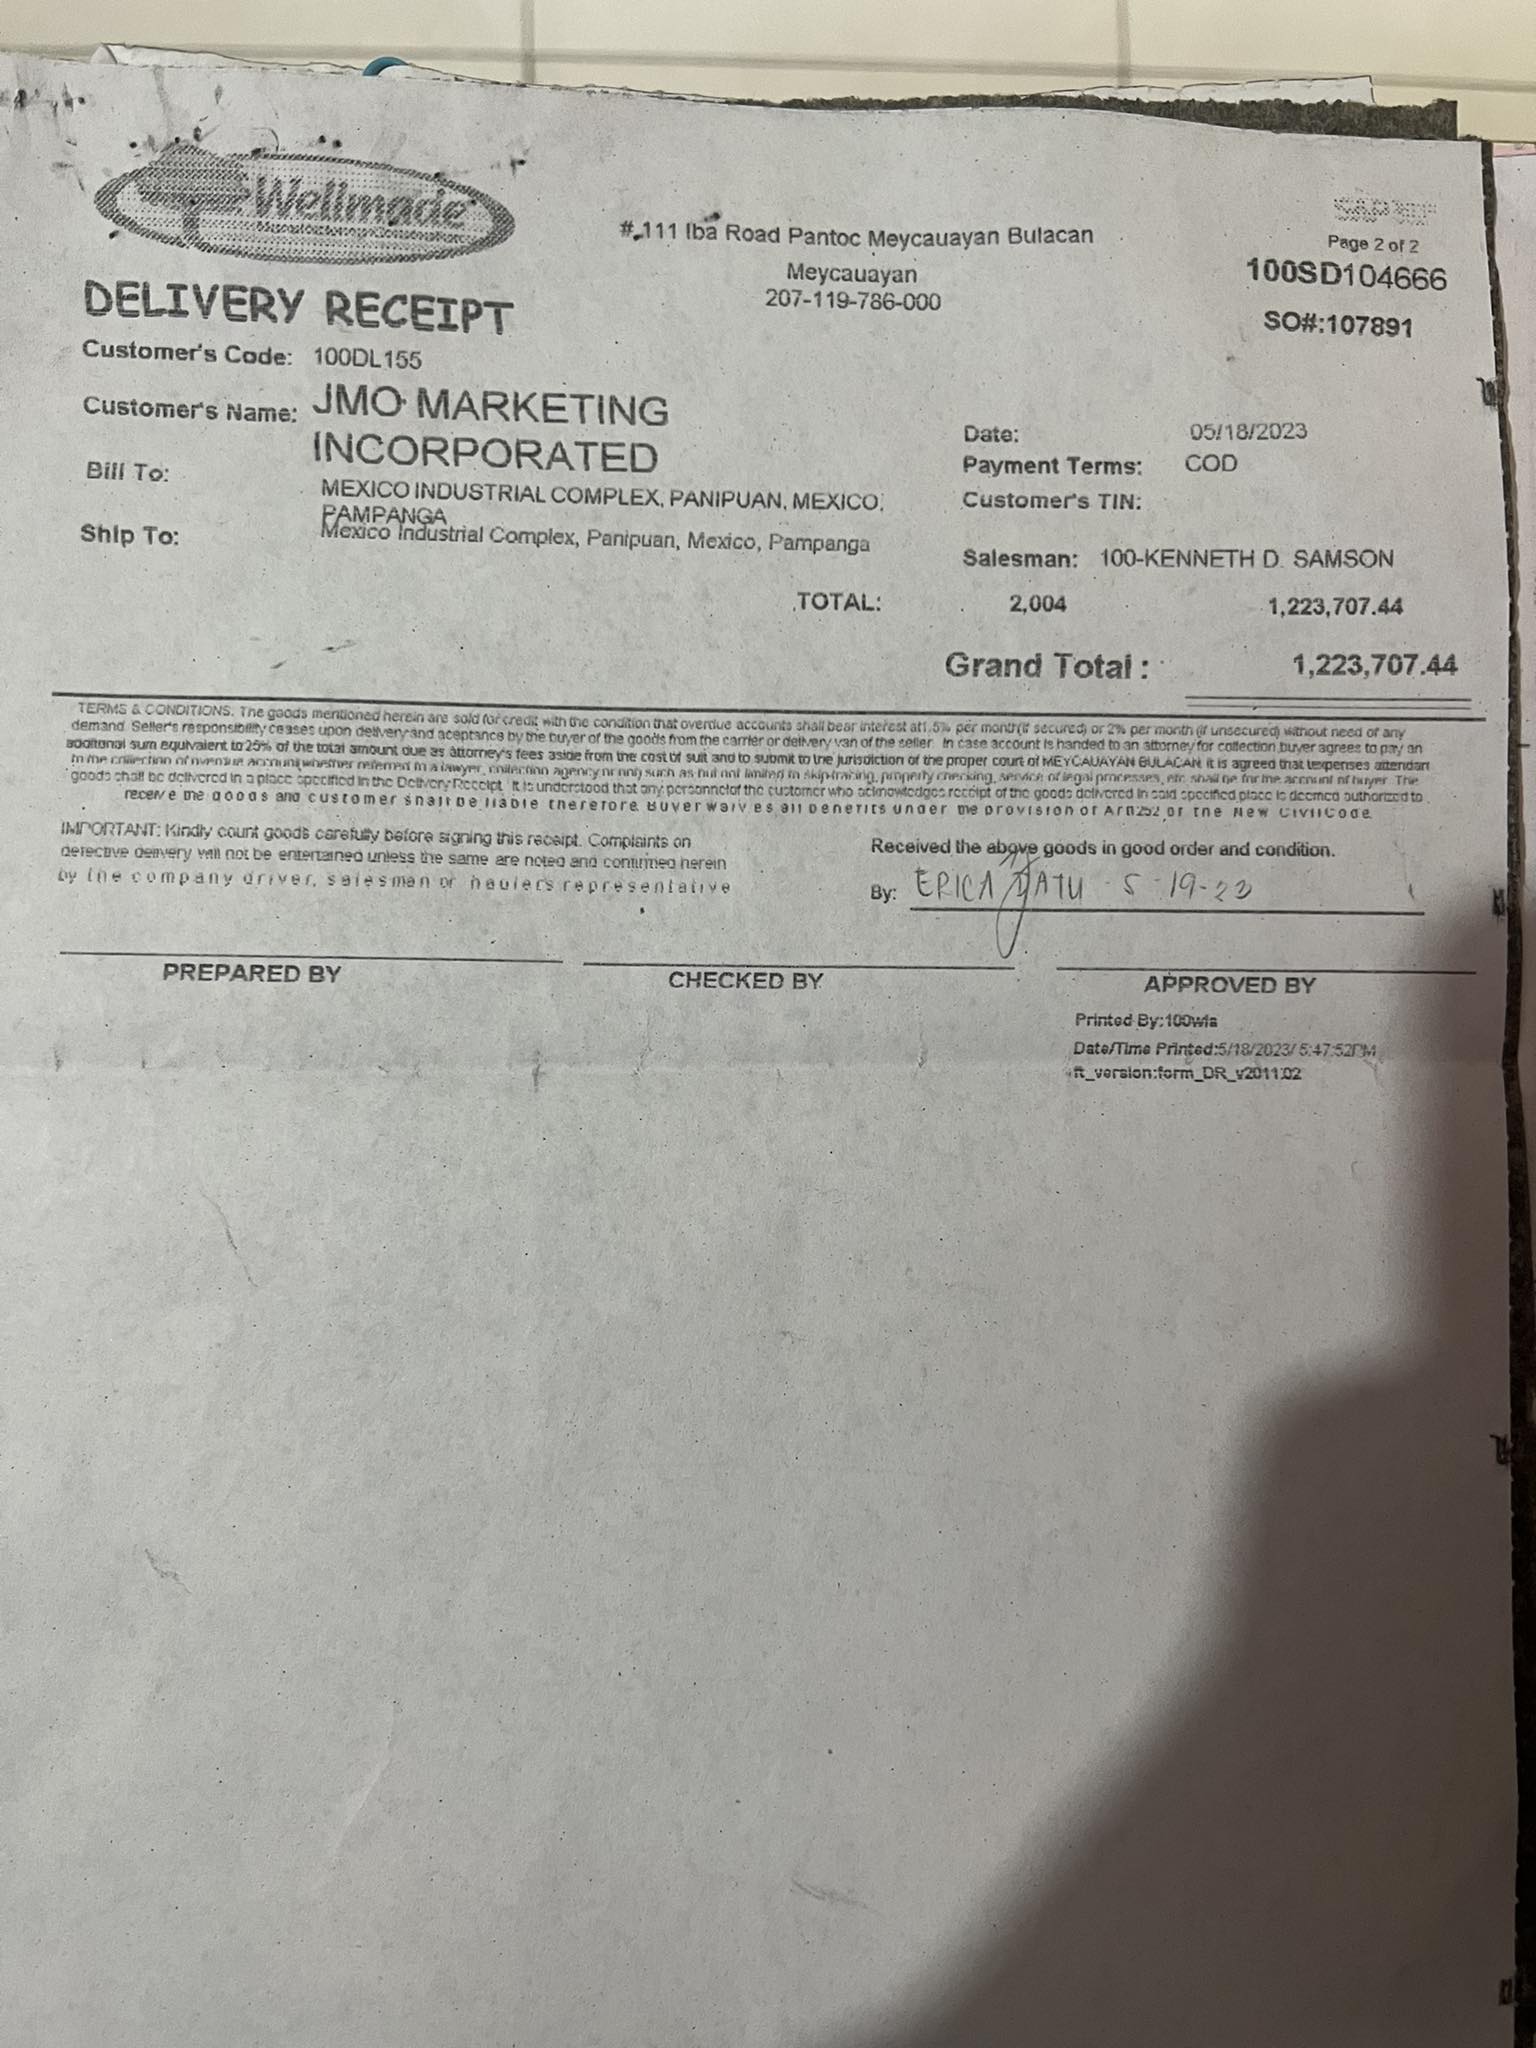 Wellmade
# 111 Iba Road Pantoc Meycauayan Bulacan
Meycauayan
207-119-786-000
Page 2 of 2
100SD104666
SO#:107891
DELIVERY RECEIPT
Customer's Code: 100DL155
Customer's Name: JMO MARKETING
INCORPORATED
Bill To: MEXICO INDUSTRIAL COMPLEX, PANIPUAN, MEXICO,
PAMPANGA
Ship To: Mexico Industrial Complex, Panipuan, Mexico, Pampanga
Date: 05/18/2023
Payment Terms: COD
Customer's TIN:
Salesman: 100-KENNETH D. SAMSON
TOTAL: 2,004 1,223,707.44
Grand Total : 1,223,707.44
TERMS & CONDITIONS. The goods mentioned herein are sold for credit with the condition that overdue accounts shall bear interest at1.5% per month(if secured) or 2% per month (if unsecured) without need of any
demand. Seller's responsibility ceases upon delivery and aceptance by the buyer of the goods from the carrier or delivery van of the seller. In case account is handed to an attorney for collection,buyer agrees to pay an
additonal sum equivalent to 25% of the total amount due as attorney's fees aside from the cost of suit and to submit to the jurisdiction of the proper court of MEYCAUAYAN BULACAN. It is agreed that texpenses attendan
to the collection of overdue account,whether referred to a lawyer, collection agency or not) such as but not limited to skip-traning, property checking, service of legal processes, etc. shall be for the account of buyer. The
goods shall be delivered in a place specified in the Delivery Receipt. It is understood that any personnelof the customer who acknowledges receipt of the goods delivered in said specified place is deemed authorized to
receive the goods and customer shall be liable therefore. Buyer waives all benefits under the provision of Art1252 of the New CivilCode.
IMPORTANT: Kindly count goods carefully before signing this receipt. Complaints on
defective delivery will not be entertained unless the same are noted and confirmed herein
by the company driver, salesman or haulers representative
Received the above goods in good order and condition.
By: ERICA DATU 5-19-23
PREPARED BY
CHECKED BY
APPROVED BY
Printed By:100wla
Date/Time Printed:5/18/2023/ 5:47:52PM
ft_version:form_DR_v2011.02